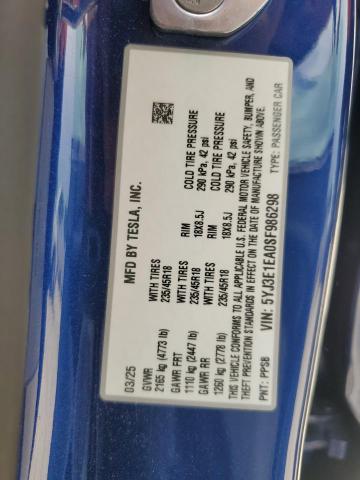 MFD BY TESLA, INC.
03/25
GVWR
2165 kg (4773 lb)
GAWR FRT WITH TIRES RIM COLD TIRE PRESSURE
1110 kg (2447 lb) 235/45R18 18X8.5J 290 kPa, 42 psi
GAWR RR WITH TIRES RIM COLD TIRE PRESSURE
1260 kg (2778 lb) 235/45R18 18X8.5J 290 kPa, 42 psi
THIS VEHICLE CONFORMS TO ALL APPLICABLE U.S. FEDERAL MOTOR VEHICLE SAFETY, BUMPER, AND
THEFT PREVENTION STANDARDS IN EFFECT ON THE DATE OF MANUFACTURE SHOWN ABOVE.
PNT: PPSB VIN: 5YJ3E1EA0SF986298 TYPE: PASSENGER CAR